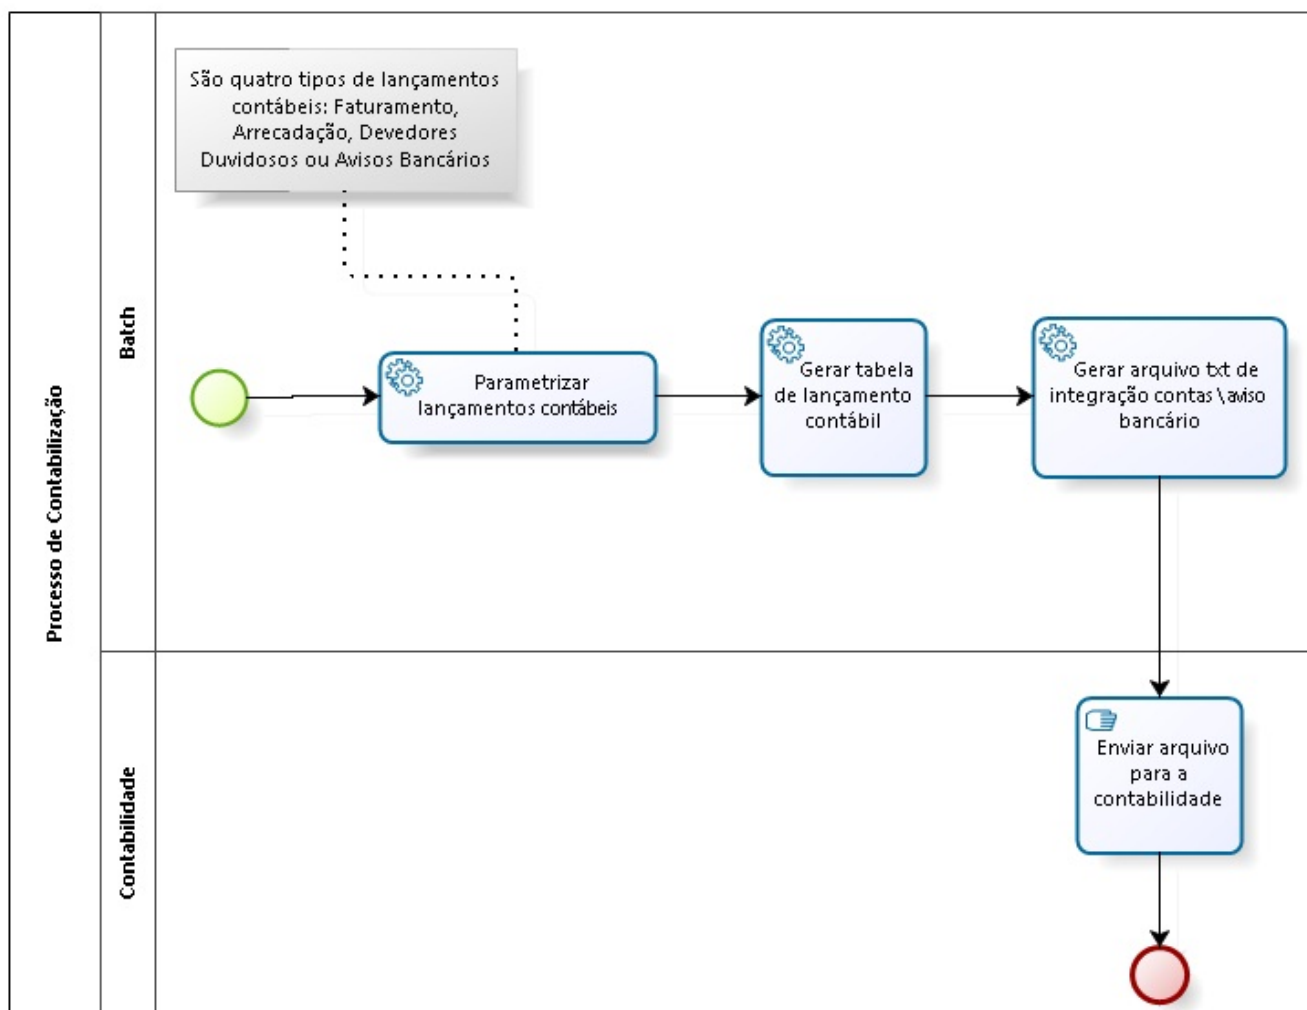 Processo de Contabilização
Batch
São quatro tipos de lançamentos
contábeis: Faturamento,
Arrecadação, Devedores
Duvidosos ou Avisos Bancários
Parametrizar
lançamentos contábeis
Gerar tabela
de lançamento
contábil
Gerar arquivo txt de
integração contas\aviso
bancário
Contabilidade
Enviar arquivo
para a
contabilidade